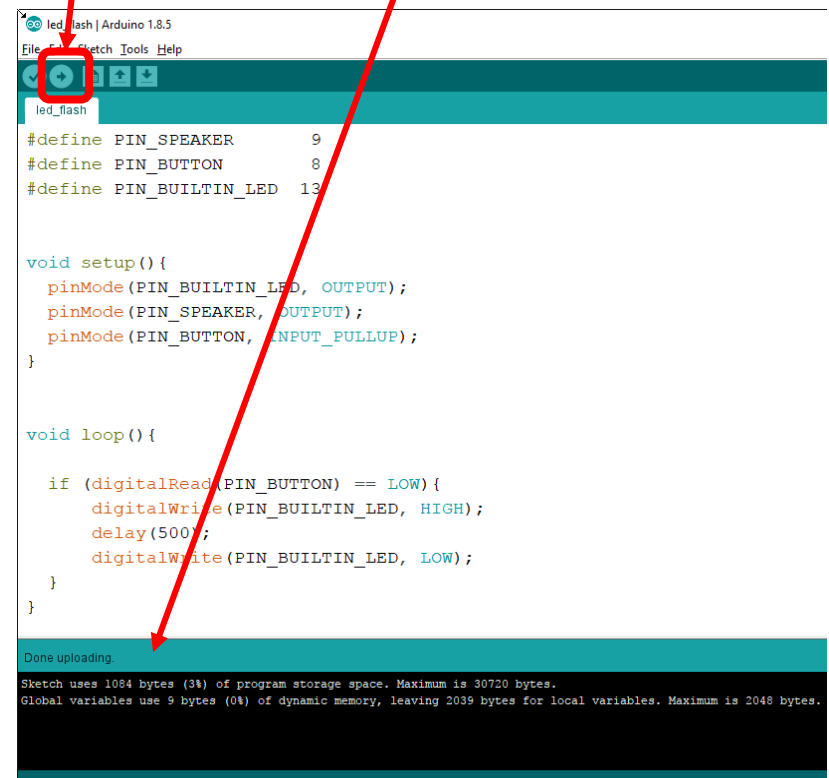 led_flash | Arduino 1.8.5
File Edit Sketch Tools Help
led_flash
#define PIN_SPEAKER 9
#define PIN_BUTTON 8
#define PIN_BUILTIN_LED 13
void setup(){
pinMode(PIN_BUILTIN_LED, OUTPUT);
pinMode(PIN_SPEAKER, OUTPUT);
pinMode(PIN_BUTTON, INPUT_PULLUP);
}
void loop(){
if (digitalRead(PIN_BUTTON) == LOW){
digitalWrite(PIN_BUILTIN_LED, HIGH);
delay(500);
digitalWrite(PIN_BUILTIN_LED, LOW);
}
}
Done uploading.
Sketch uses 1084 bytes (3%) of program storage space. Maximum is 30720 bytes.
Global variables use 9 bytes (0%) of dynamic memory, leaving 2039 bytes for local variables. Maximum is 2048 bytes.